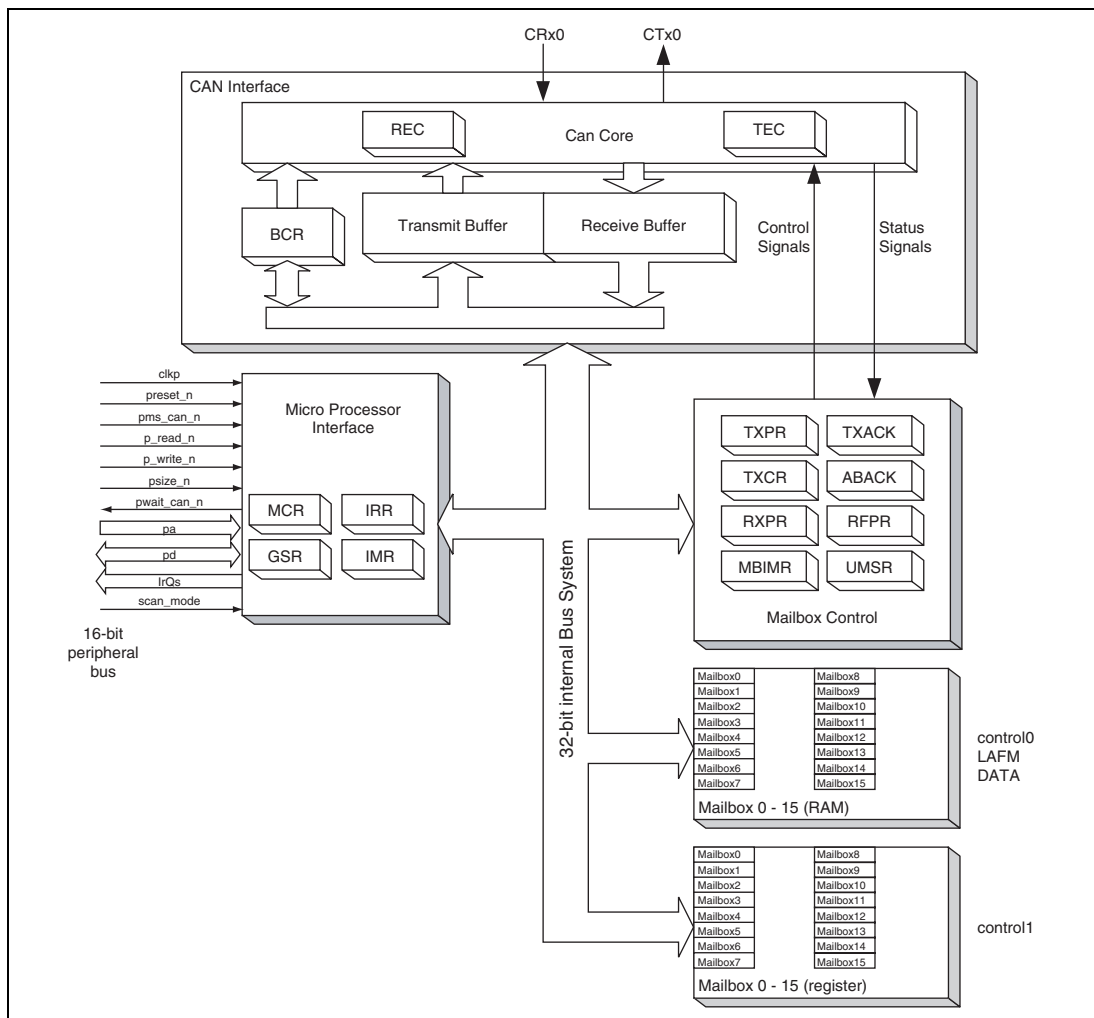 CRx0
CTx0
CAN Interface
REC
Can Core
TEC
BCR
Transmit Buffer
Receive Buffer
Control
Signals
Status
Signals
clkp
preset_n
pms_can_n
p_read_n
p_write_n
psize_n
pwait_can_n
pa
pd
IrQs
scan_mode
16-bit
peripheral
bus
Micro Processor
Interface
MCR
IRR
GSR
IMR
32-bit internal Bus System
TXPR
TXACK
TXCR
ABACK
RXPR
RFPR
MBIMR
UMSR
Mailbox Control
Mailbox0
Mailbox1
Mailbox2
Mailbox3
Mailbox4
Mailbox5
Mailbox6
Mailbox7
Mailbox8
Mailbox9
Mailbox10
Mailbox11
Mailbox12
Mailbox13
Mailbox14
Mailbox15
Mailbox 0 - 15 (RAM)
control0
LAFM
DATA
Mailbox0
Mailbox1
Mailbox2
Mailbox3
Mailbox4
Mailbox5
Mailbox6
Mailbox7
Mailbox8
Mailbox9
Mailbox10
Mailbox11
Mailbox12
Mailbox13
Mailbox14
Mailbox15
Mailbox 0 - 15 (register)
control1